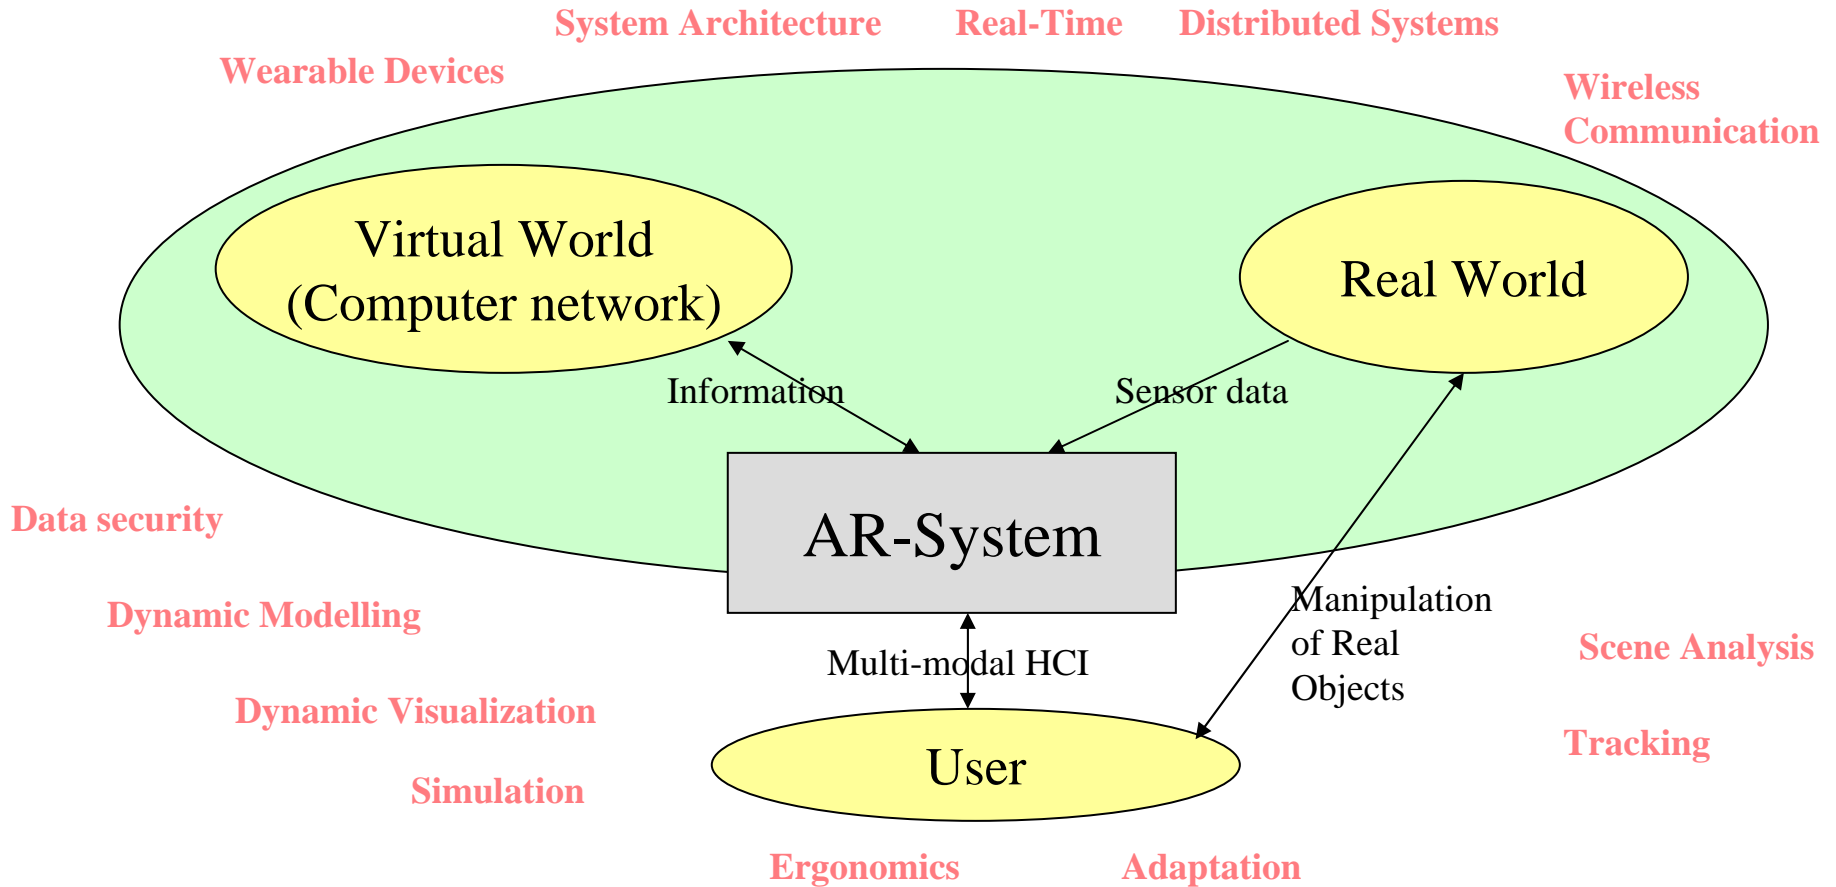 System Architecture
Real-Time
Distributed Systems
Wearable Devices
Wireless
Communication
Virtual World
(Computer network)
Real World
Information
Sensor data
Data security
AR-System
Dynamic Modelling
Manipulation
of Real
Objects
Multi-modal HCI
Scene Analysis
Dynamic Visualization
Tracking
User
Simulation
Ergonomics
Adaptation